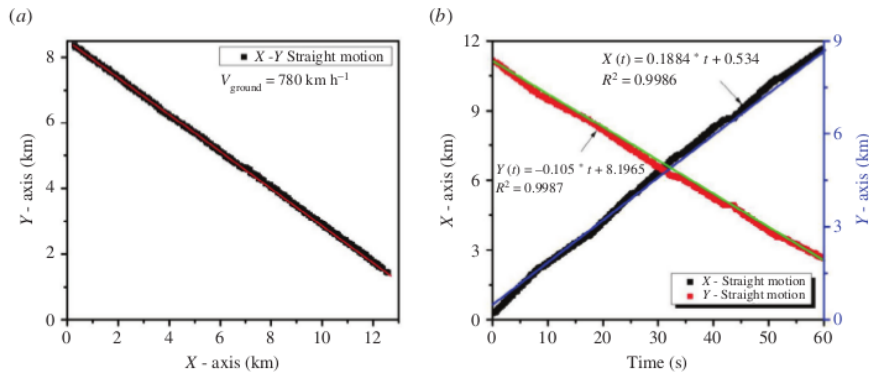 (a)
8
6
4
2
0
0 2 4 6 8 10 12
Y - axis (km)
X - axis (km)
X -Y Straight motion
V ground = 780 km h⁻¹
(b)
12
9
6
3
0
X - axis (km)
0 10 20 30 40 50 60
Time (s)
9
6
3
0
Y - axis (km)
X (t) = 0.1884 * t + 0.534
R² = 0.9986
Y (t) = –0.105 * t + 8.1965
R² = 0.9987
X - Straight motion
Y - Straight motion